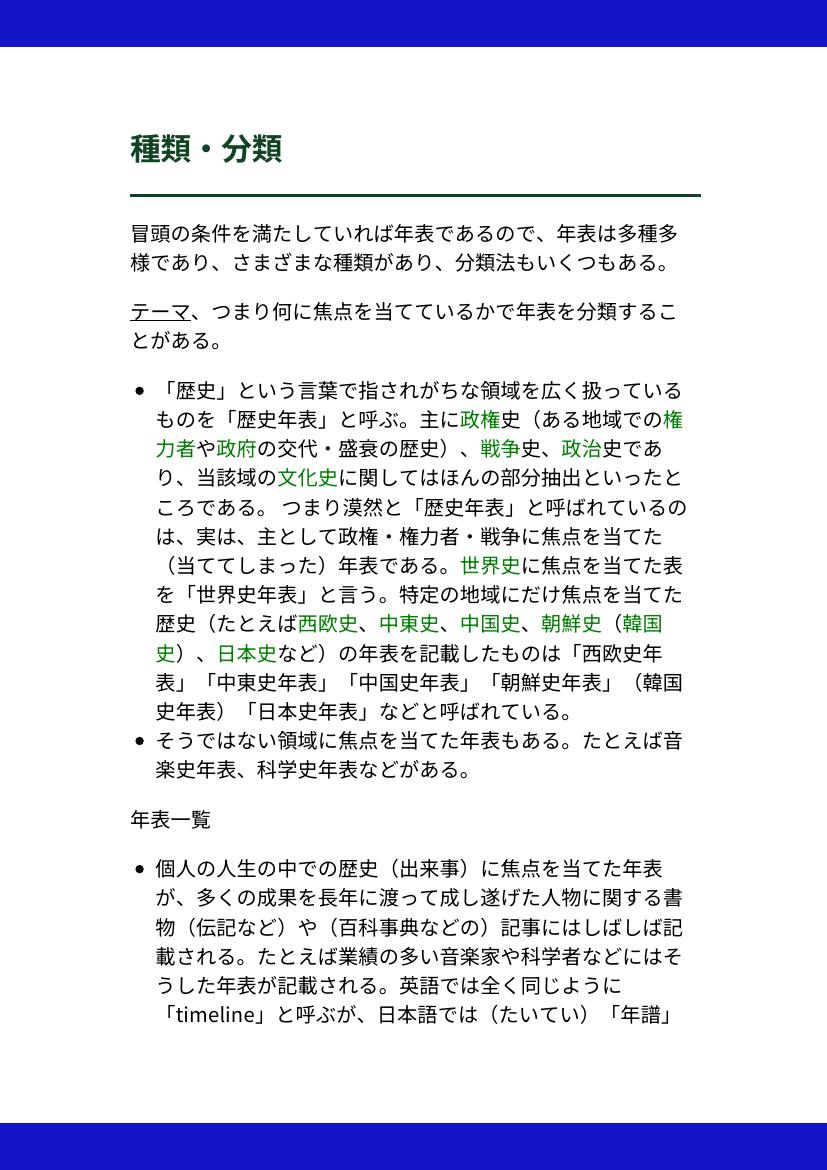 種類・分類
冒頭の条件を満たしていれば年表であるので、年表は多種多
様であり、さまざまな種類があり、分類法もいくつもある。
テーマ、つまり何に焦点を当てているかで年表を分類するこ
とがある。
「歴史」という言葉で指されがちな領域を広く扱っている
ものを「歴史年表」と呼ぶ。主に政権史（ある地域での権
力者や政府の交代・盛衰の歴史）、戦争史、政治史であ
り、当該域の文化史に関してはほんの部分抽出といったと
ころである。 つまり漠然と「歴史年表」と呼ばれているの
は、実は、主として政権・権力者・戦争に焦点を当てた
（当ててしまった）年表である。世界史に焦点を当てた表
を「世界史年表」と言う。特定の地域にだけ焦点を当てた
歴史（たとえば西欧史、中東史、中国史、朝鮮史（韓国
史）、日本史など）の年表を記載したものは「西欧史年
表」「中東史年表」「中国史年表」「朝鮮史年表」（韓国
史年表）「日本史年表」などと呼ばれている。
そうではない領域に焦点を当てた年表もある。たとえば音
楽史年表、科学史年表などがある。
年表一覧
個人の人生の中での歴史（出来事）に焦点を当てた年表
が、多くの成果を長年に渡って成し遂げた人物に関する書
物（伝記など）や（百科事典などの）記事にはしばしば記
載される。たとえば業績の多い音楽家や科学者などにはそ
うした年表が記載される。英語では全く同じように
「timeline」と呼ぶが、日本語では（たいてい）「年譜」